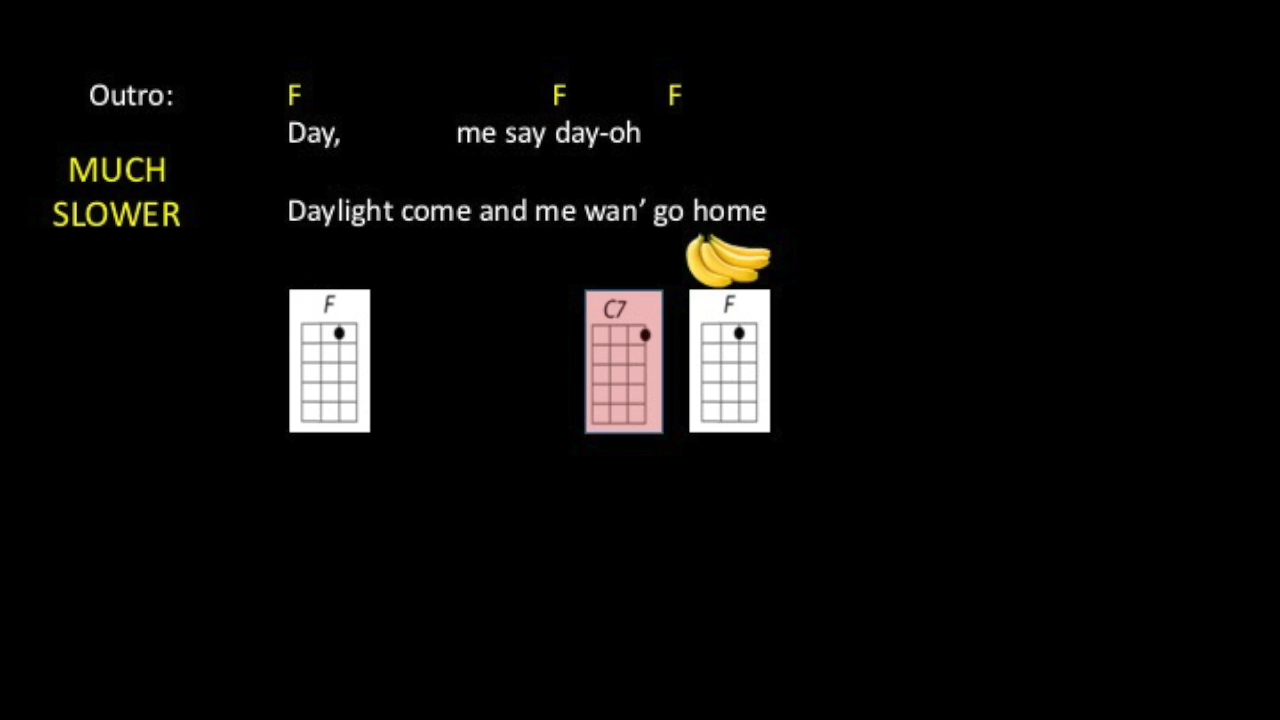 Outro:
F F F
Day, me say day-oh
MUCH
SLOWER
Daylight come and me wan’ go home
F C7 F